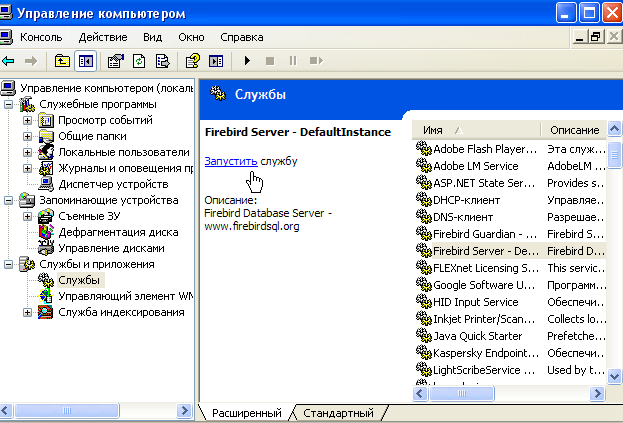 Управление компьютером
Консоль Действие Вид Окно Справка
Управление компьютером (локаль
Служебные программы
Просмотр событий
Общие папки
Локальные пользователи
Журналы и оповещения п
Диспетчер устройств
Запоминающие устройства
Съемные ЗУ
Дефрагментация диска
Управление дисками
Службы и приложения
Службы
Управляющий элемент WM
Служба индексирования
Службы
Firebird Server - DefaultInstance
Запустить службу
Описание:
Firebird Database Server -
www.firebirdsql.org
Имя Описание
Adobe Flash Player... Эта служ...
Adobe LM Service AdobeLM ...
ASP.NET State Ser... Provides s...
DHCP-клиент Управляе...
DNS-клиент Разрешае...
Firebird Guardian - ... Firebird S...
Firebird Server - De... Firebird D...
FLEXnet Licensing S... This servic...
Google Software U... Программ...
HID Input Service Обеспечи...
Inkjet Printer/Scan... Collects lo...
Java Quick Starter Prefetche...
Kaspersky Endpoint... Обеспечи...
LightScribeService ... Used by t...
Расширенный Стандартный